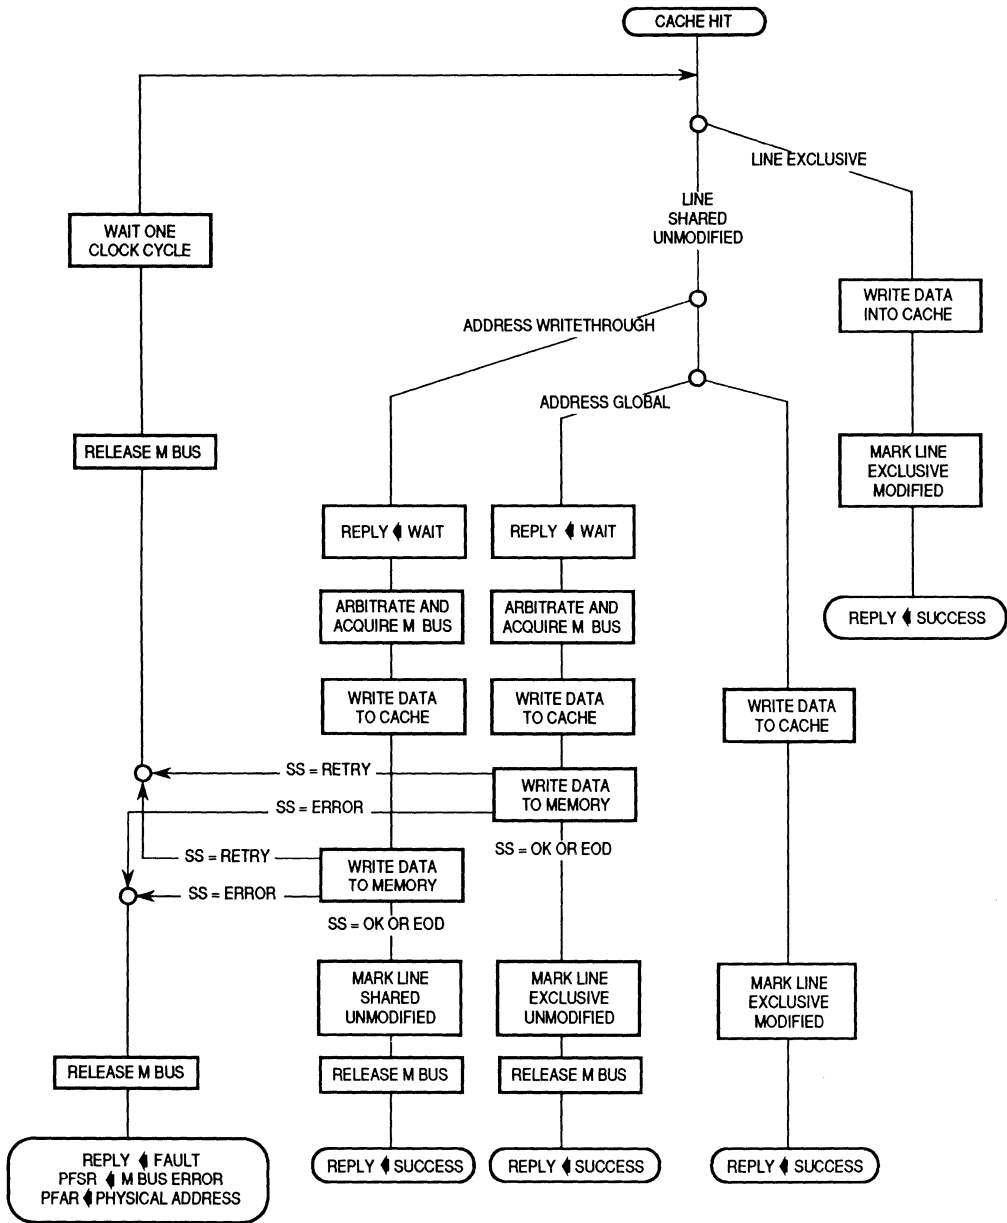 CACHE HIT
LINE EXCLUSIVE
LINE
SHARED
UNMODIFIED
WAIT ONE
CLOCK CYCLE
WRITE DATA
INTO CACHE
ADDRESS WRITETHROUGH
ADDRESS GLOBAL
RELEASE M BUS
MARK LINE
EXCLUSIVE
MODIFIED
REPLY ◀ WAIT
REPLY ◀ WAIT
ARBITRATE AND
ACQUIRE M BUS
ARBITRATE AND
ACQUIRE M BUS
REPLY ◀ SUCCESS
WRITE DATA
TO CACHE
WRITE DATA
TO CACHE
WRITE DATA
TO CACHE
SS = RETRY
WRITE DATA
TO MEMORY
SS = ERROR
SS = OK OR EOD
SS = RETRY
WRITE DATA
TO MEMORY
SS = ERROR
SS = OK OR EOD
MARK LINE
SHARED
UNMODIFIED
MARK LINE
EXCLUSIVE
UNMODIFIED
MARK LINE
EXCLUSIVE
MODIFIED
RELEASE M BUS
RELEASE M BUS
RELEASE M BUS
REPLY ◀ FAULT
PFSR ◀ M BUS ERROR
PFAR ◀ PHYSICAL ADDRESS
REPLY ◀ SUCCESS
REPLY ◀ SUCCESS
REPLY ◀ SUCCESS